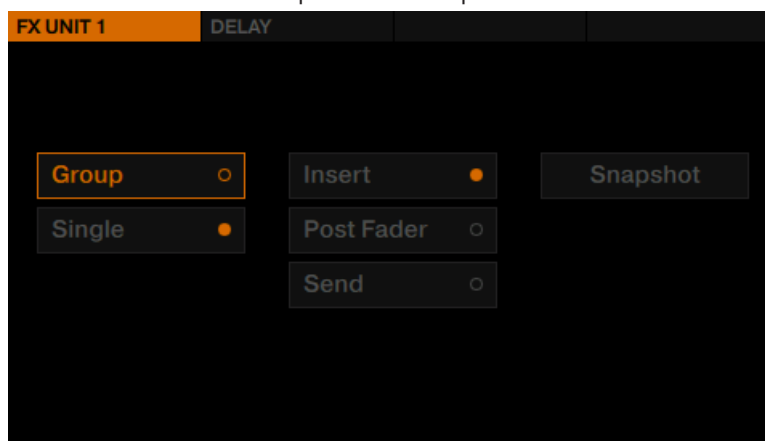 FX UNIT 1 DELAY
Group Insert Snapshot
Single Post Fader
Send